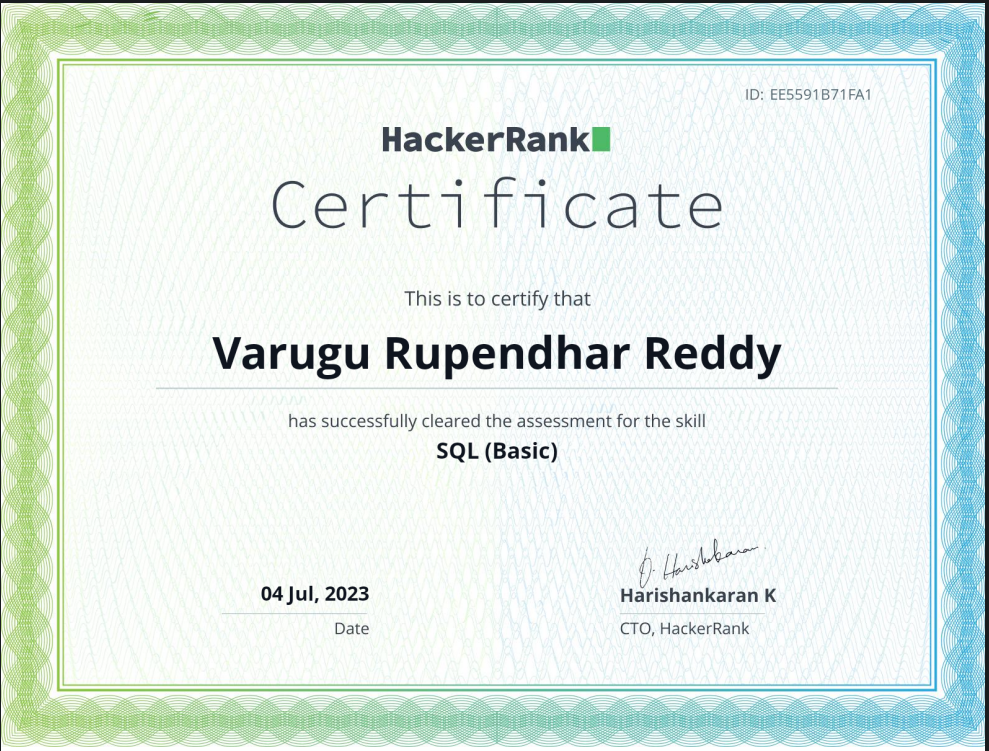 ID: EE5591B71FA1
HackerRank
Certificate
This is to certify that
Varugu Rupendhar Reddy
has successfully cleared the assessment for the skill
SQL (Basic)
04 Jul, 2023
Date
H. Harishankaran
Harishankaran K
CTO, HackerRank